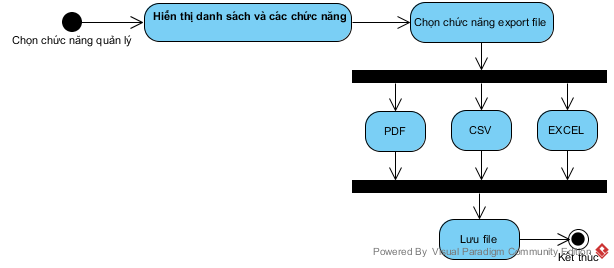 Hiển thị danh sách và các chức năng
Chọn chức năng export file
Chọn chức năng quản lý
PDF
CSV
EXCEL
Lưu file
Powered By Visual Paradigm Community Edition
Kết thúc